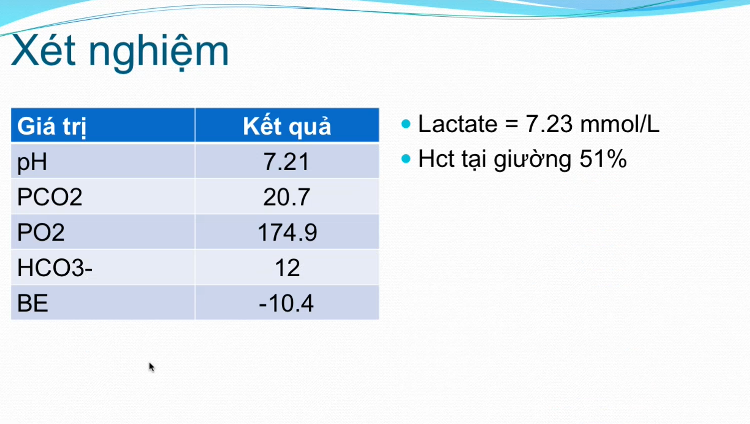 Xét nghiệm
Giá trị Kết quả
pH 7.21
PCO2 20.7
PO2 174.9
HCO3- 12
BE -10.4
Lactate = 7.23 mmol/L
Hct tại giường 51%